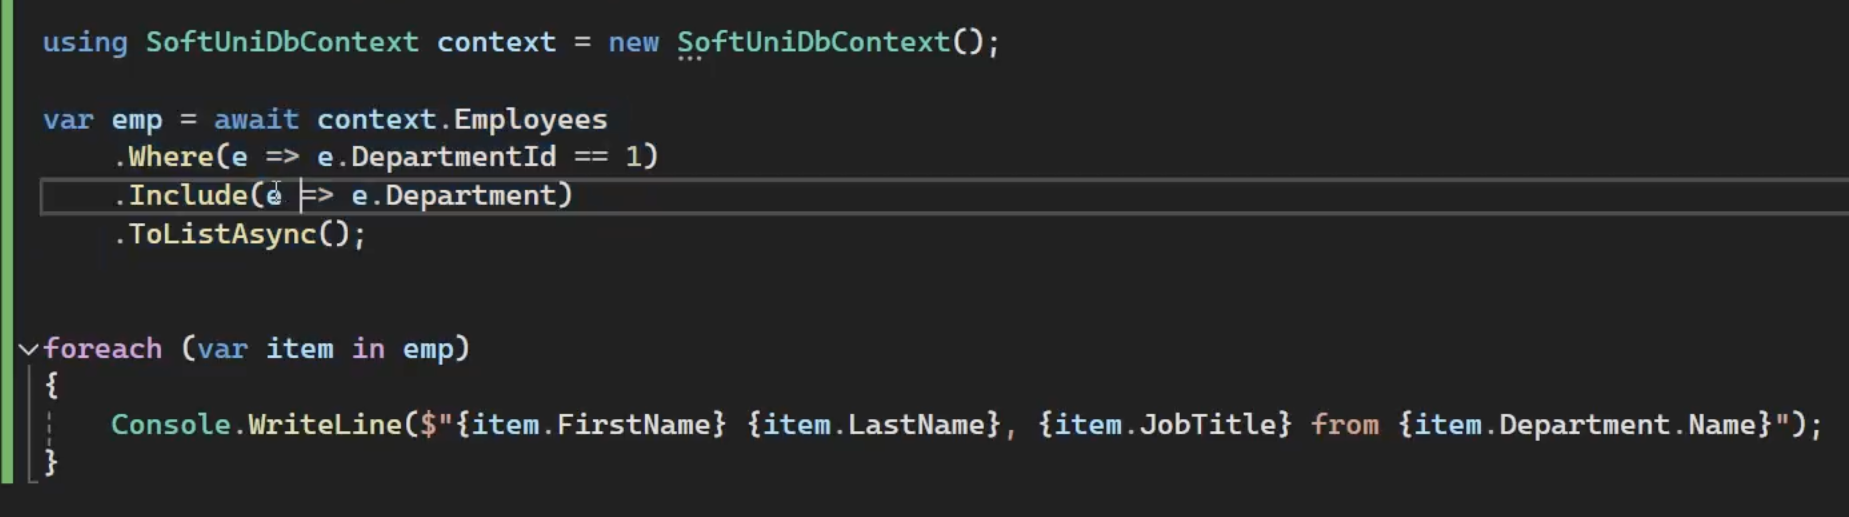 using SoftUniDbContext context = new SoftUniDbContext();
var emp = await context.Employees
.Where(e => e.DepartmentId == 1)
.Include(e => e.Department)
.ToListAsync();
foreach (var item in emp)
{
Console.WriteLine($"{item.FirstName} {item.LastName}, {item.JobTitle} from {item.Department.Name}");
}